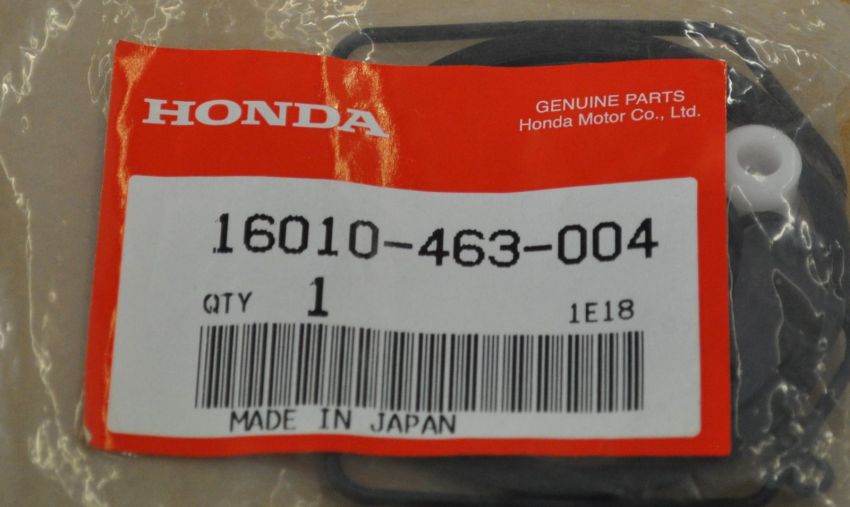 HONDA
GENUINE PARTS
Honda Motor Co., Ltd.
16010-463-004
QTY 1 1E18
MADE IN JAPAN